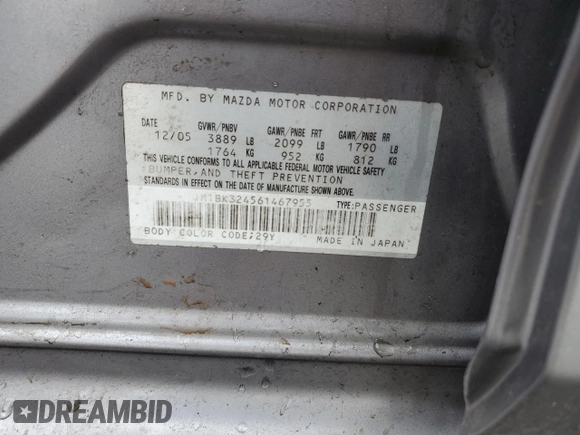 MFD. BY MAZDA MOTOR CORPORATION
DATE GVWR/PNBV GAWR/PNBE FRT GAWR/PNBE RR
12/05 3889 LB 2099 LB 1790 LB
1764 KG 952 KG 812 KG
THIS VEHICLE CONFORMS TO ALL APPLICABLE FEDERAL MOTOR VEHICLE SAFETY
BUMPER, AND THEFT PREVENTION
STANDARDS IN EFFECT ON THE DATE OF MANUFACTURE SHOWN ABOVE.
JM1BK324561467955 TYPE:PASSENGER
BODY COLOR CODE:29Y MADE IN JAPAN
DREAMBID